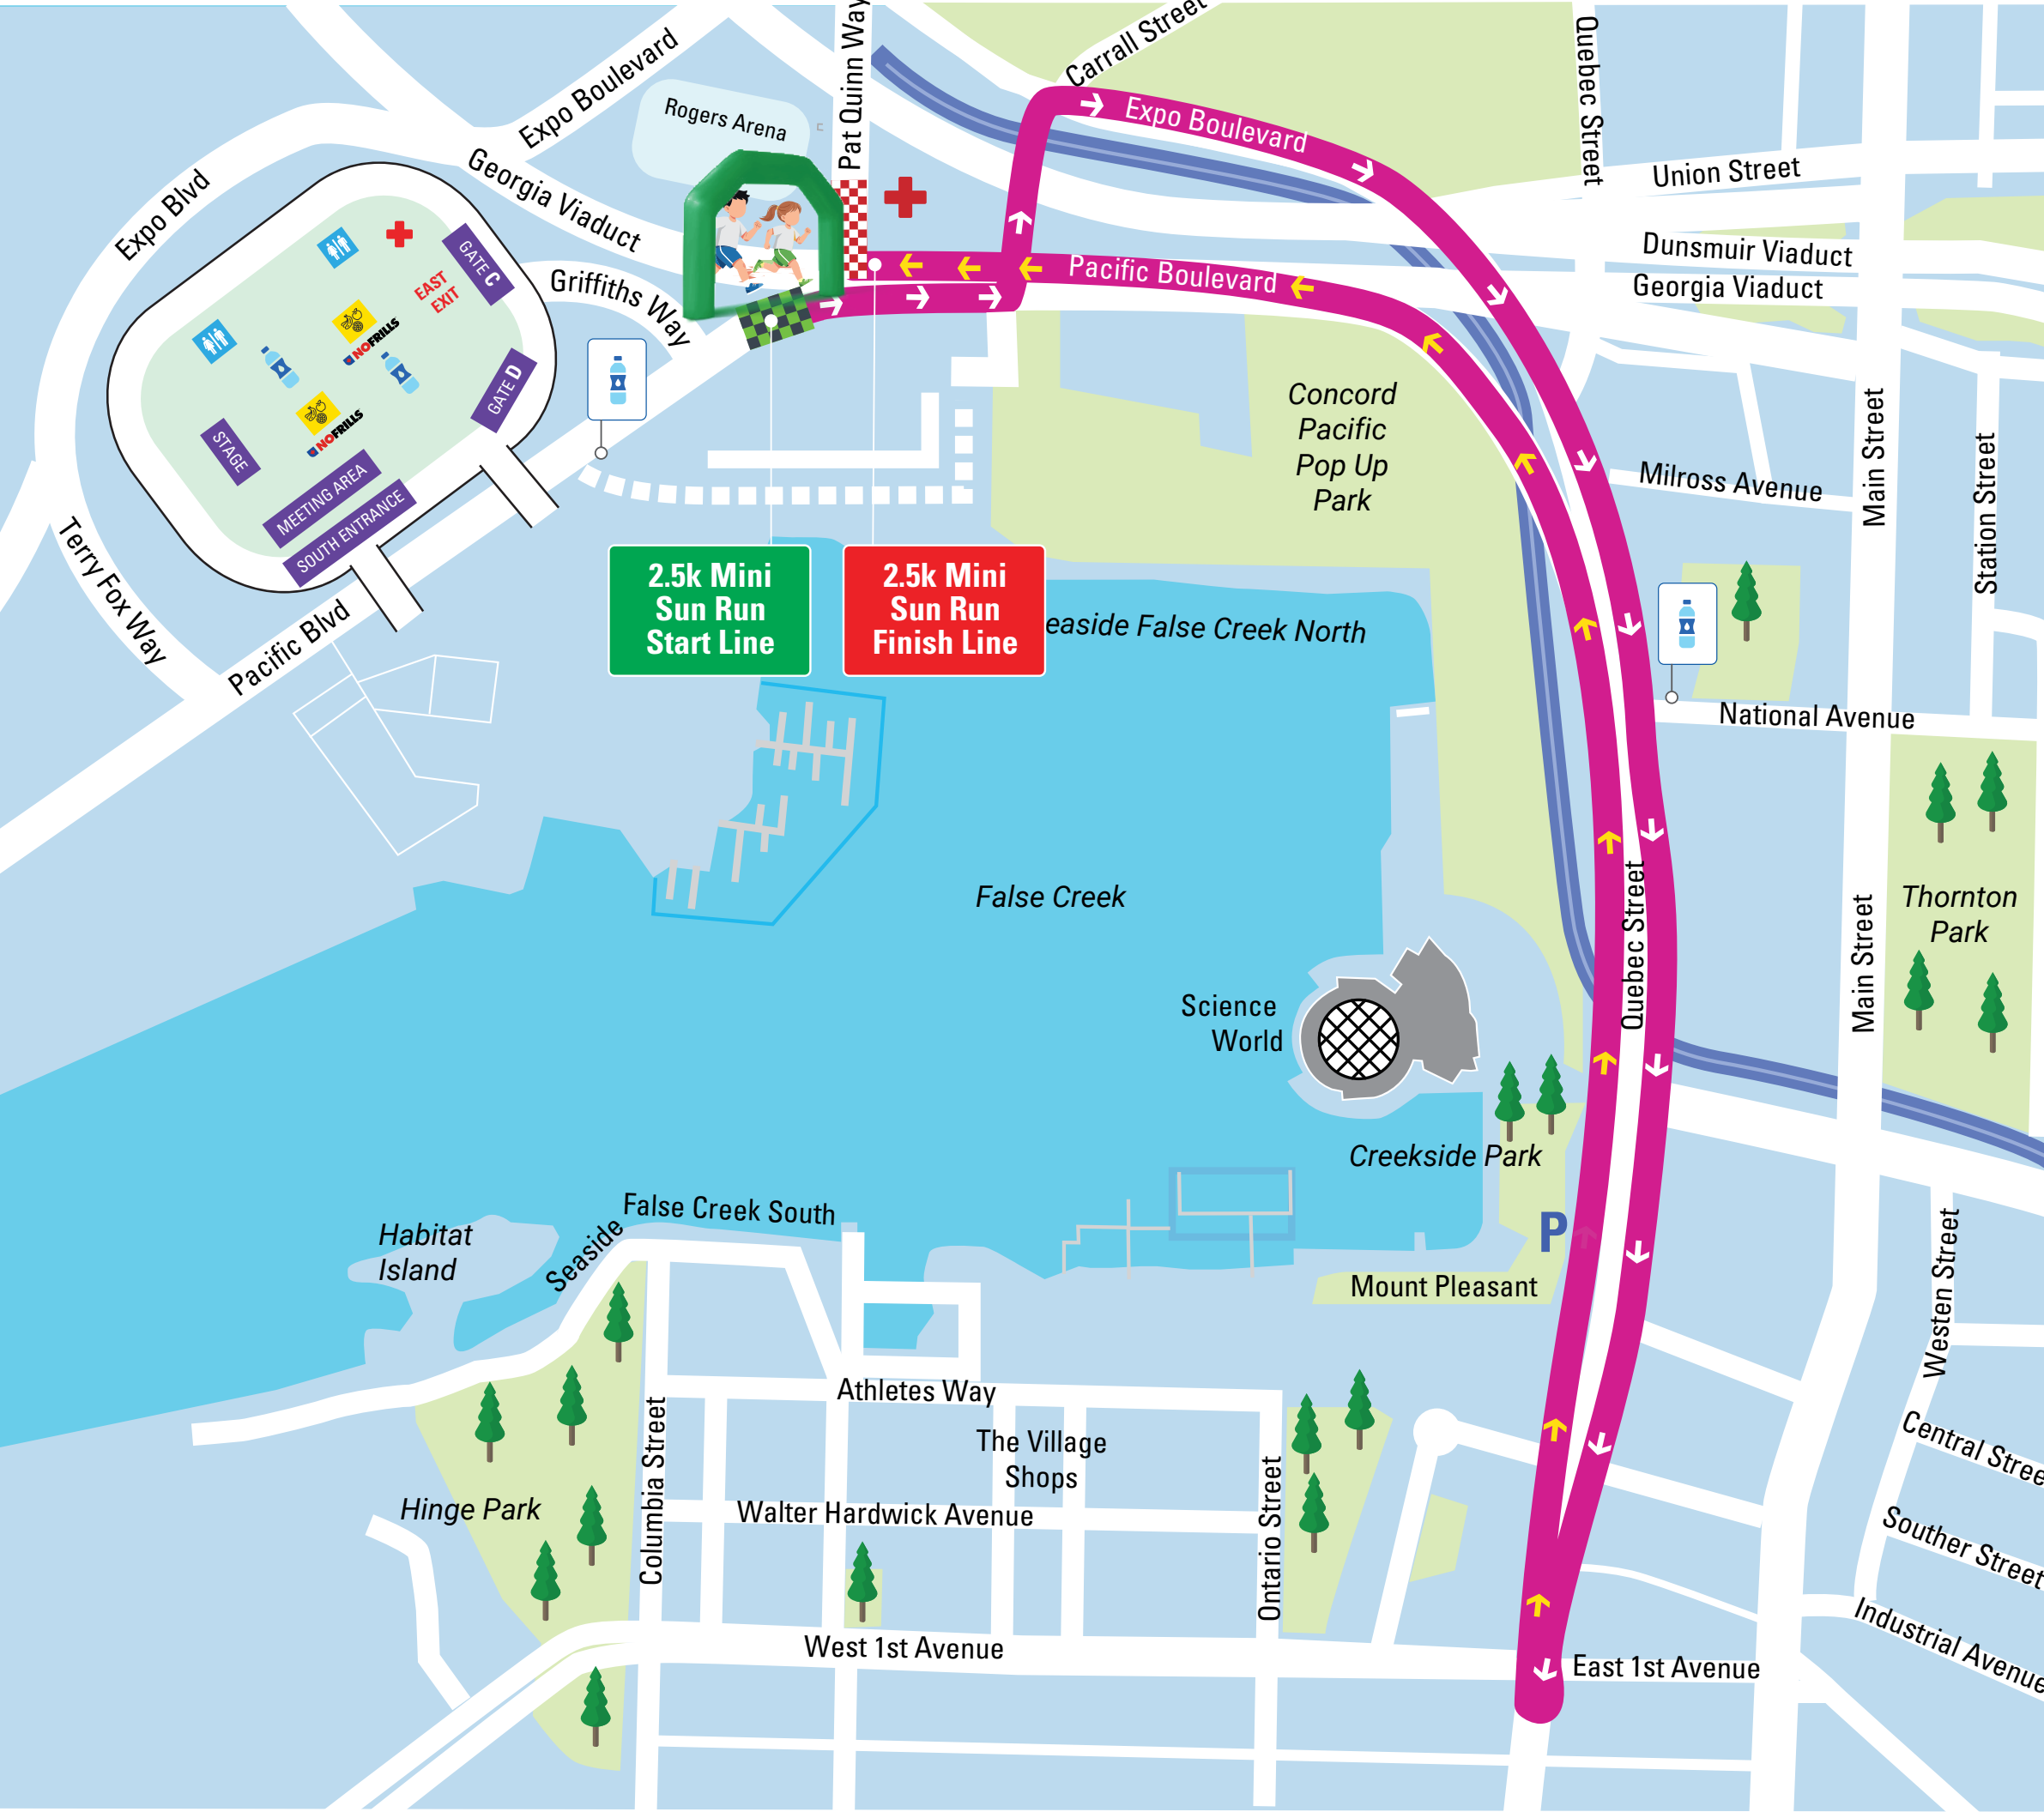 Pat Quinn Way
Carrall Street
Quebec Street
Expo Boulevard
Rogers Arena
Expo Boulevard
Union Street
Georgia Viaduct
Expo Blvd
Dunsmuir Viaduct
Pacific Boulevard
Georgia Viaduct
Griffiths Way
GATE C
EAST
EXIT
NOFRILLS
GATE D
NOFRILLS
STAGE
MEETING AREA
SOUTH ENTRANCE
Concord
Pacific
Pop Up
Park
Milross Avenue
Main Street
Station Street
Terry Fox Way
Pacific Blvd
2.5k Mini
Sun Run
Start Line
2.5k Mini
Sun Run
Finish Line
easide False Creek North
National Avenue
False Creek
Quebec Street
Main Street
Thornton
Park
Science
World
Creekside Park
P
Mount Pleasant
Habitat
Island
Seaside
False Creek South
Westen Street
Athletes Way
The Village
Shops
Columbia Street
Ontario Street
Hinge Park
Walter Hardwick Avenue
Central Stree
Souther Street
Industrial Avenue
West 1st Avenue
East 1st Avenue